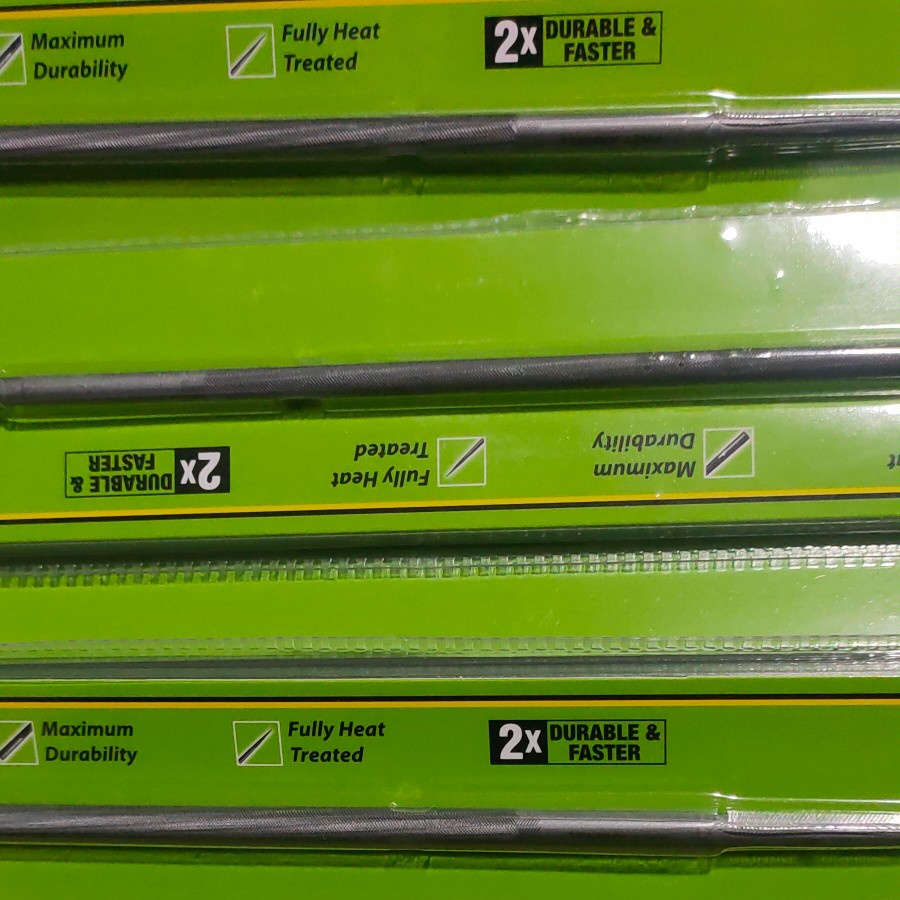 Maximum
Durability
Fully Heat
Treated
2x DURABLE &
FASTER
2x DURABLE &
FASTER
Fully Heat
Treated
Maximum
Durability
Maximum
Durability
Fully Heat
Treated
2x DURABLE &
FASTER